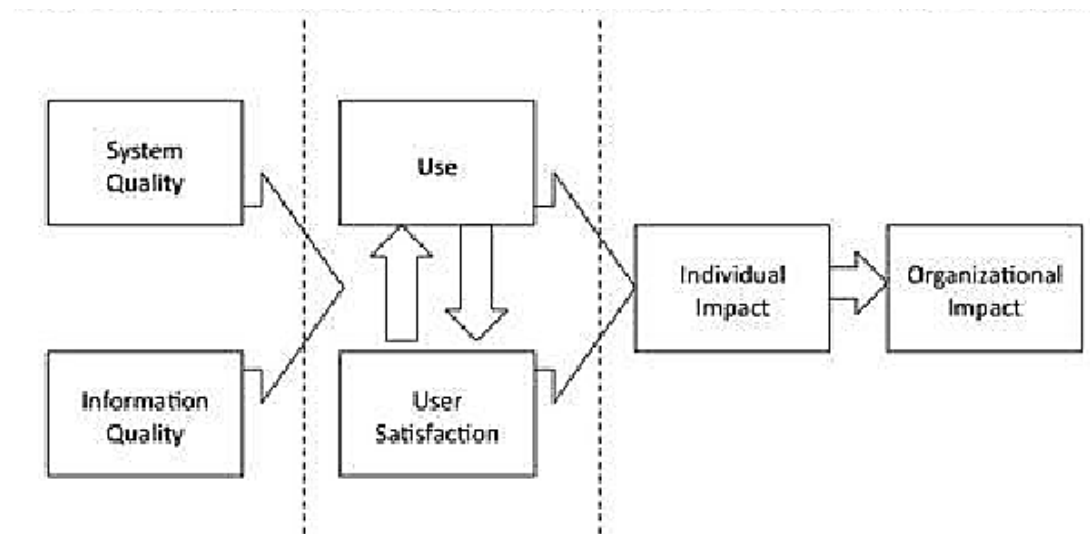 System
Quality
Use
Individual
Impact
Organizational
Impact
Information
Quality
User
Satisfaction